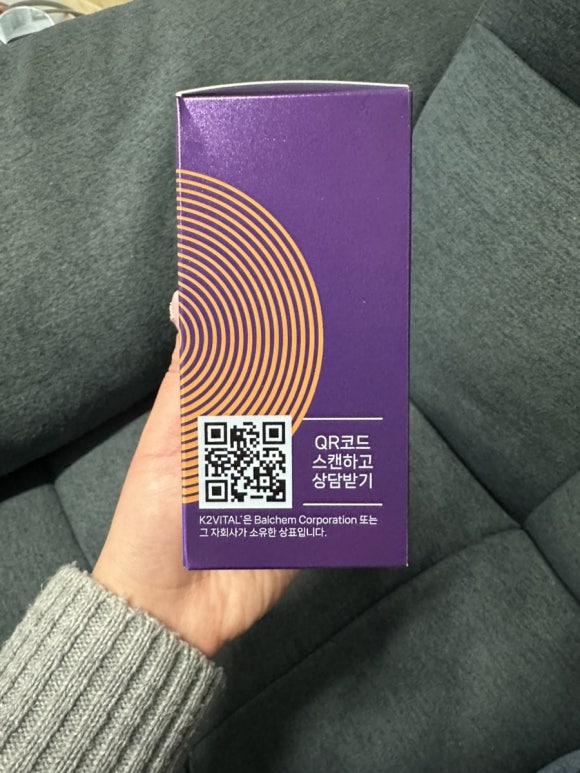 QR코드
스캔하고
상담받기
K2VITAL®은 Balchem Corporation 또는
그 자회사가 소유한 상표입니다.